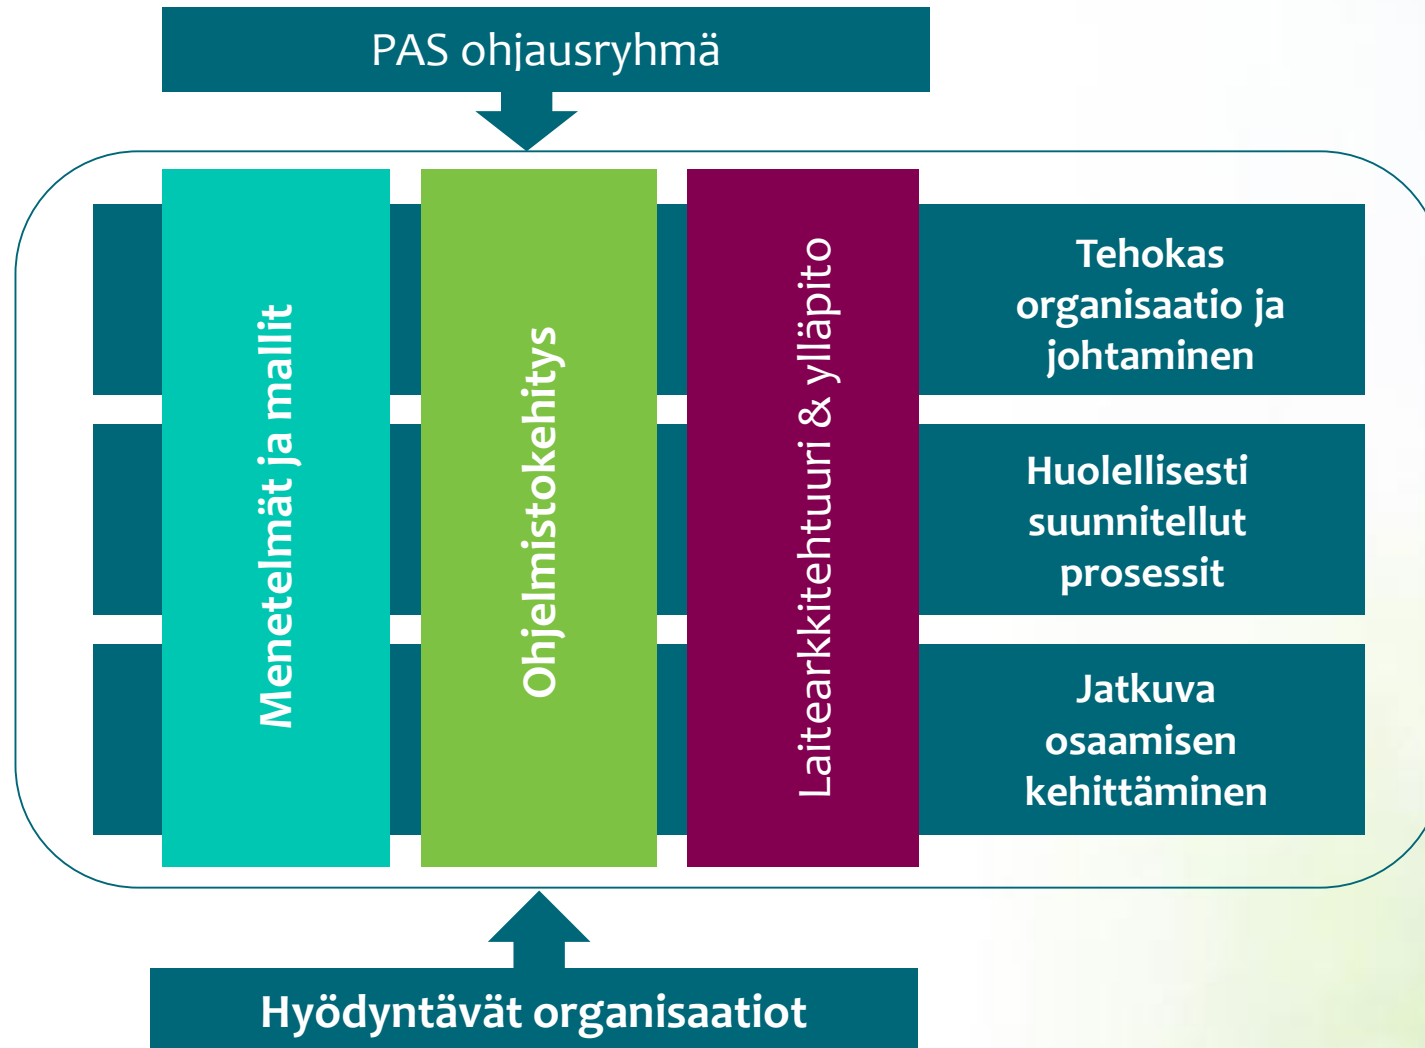 PAS ohjausryhmä
Menetelmät ja mallit
Ohjelmistokehitys
Laitearkkitehtuuri & ylläpito
Tehokas
organisaatio ja
johtaminen
Huolellisesti
suunnitellut
prosessit
Jatkuva
osaamisen
kehittäminen
Hyödyntävät organisaatiot